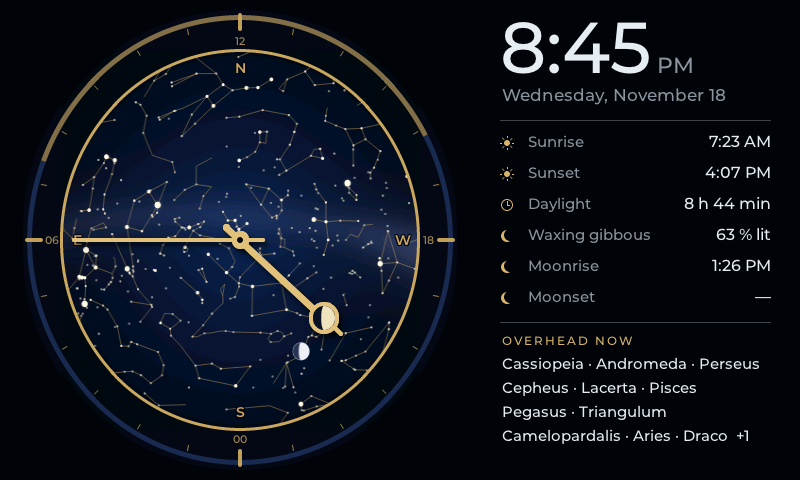 12
N
06
E
W
18
S
00
8:45 PM
Wednesday, November 18
Sunrise 7:23 AM
Sunset 4:07 PM
Daylight 8 h 44 min
Waxing gibbous 63 % lit
Moonrise 1:26 PM
Moonset —
OVERHEAD NOW
Cassiopeia · Andromeda · Perseus
Cepheus · Lacerta · Pisces
Pegasus · Triangulum
Camelopardalis · Aries · Draco +1